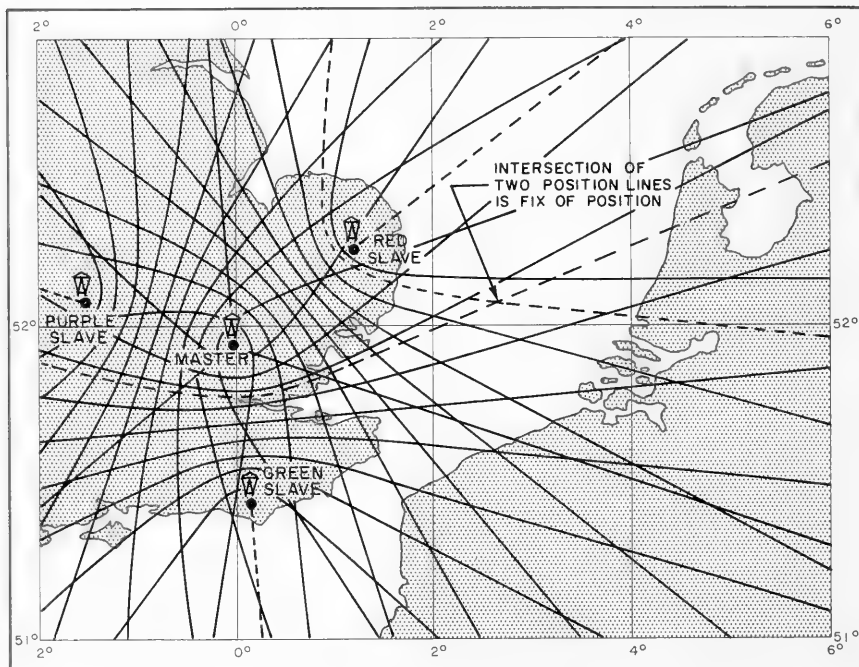 2° 0° 2° 4° 6°
INTERSECTION OF
TWO POSITION LINES
IS FIX OF POSITION
RED
SLAVE
PURPLE
SLAVE
52° 52°
MASTER
GREEN
SLAVE
51° 51°
2° 0° 2° 4° 6°